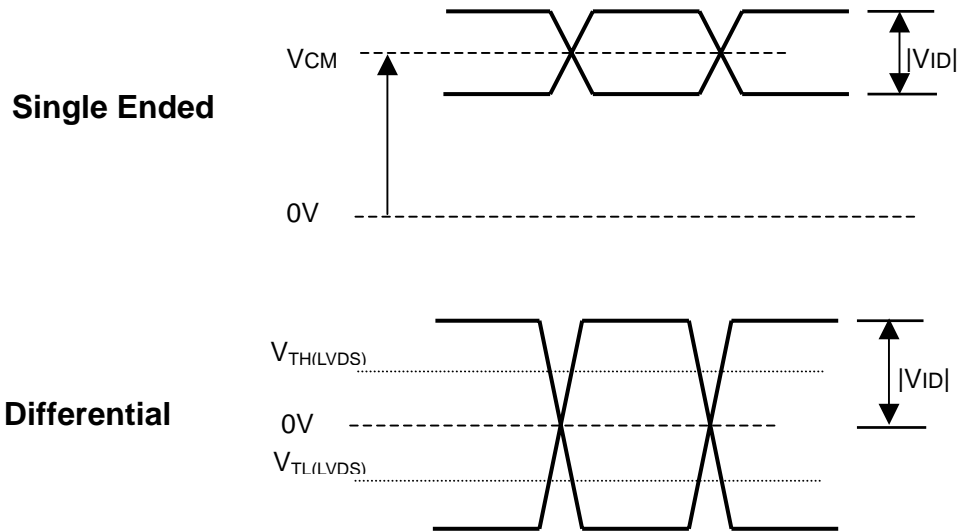 VCM
|VID|
Single Ended
0V
VTH(LVDS)
|VID|
Differential
0V
VTL(LVDS)